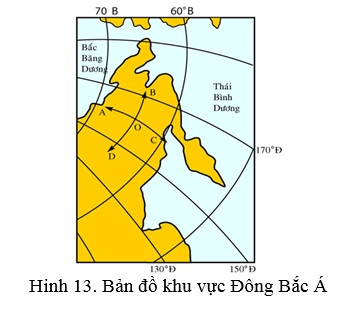 70 B
60°B
Bắc
Băng
Dương
Thái
Bình
Dương
B
A
O
C
D
170°Đ
130°Đ
150°Đ
Hình 13. Bản đồ khu vực Đông Bắc Á